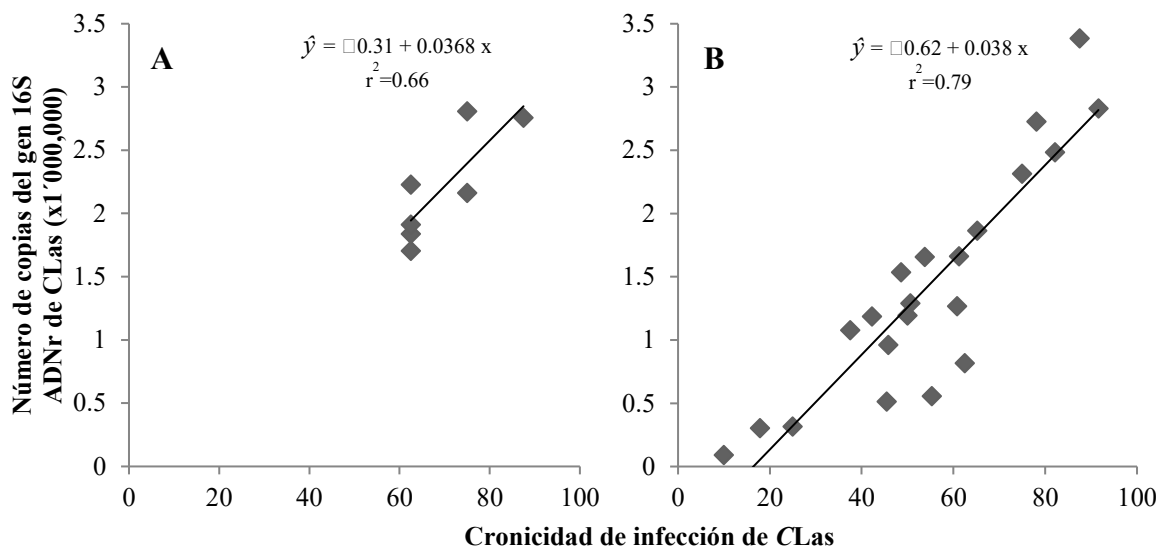 Número de copias del gen 16S
ADNr de CLas (x1´000,000)
A
ŷ = □0.31 + 0.0368 x
r²=0.66
3.5
3
2.5
2
1.5
1
0.5
0
0 20 40 60 80 100
B
ŷ = □0.62 + 0.038 x
r²=0.79
3.5
3
2.5
2
1.5
1
0.5
0
0 20 40 60 80 100
Cronicidad de infección de CLas